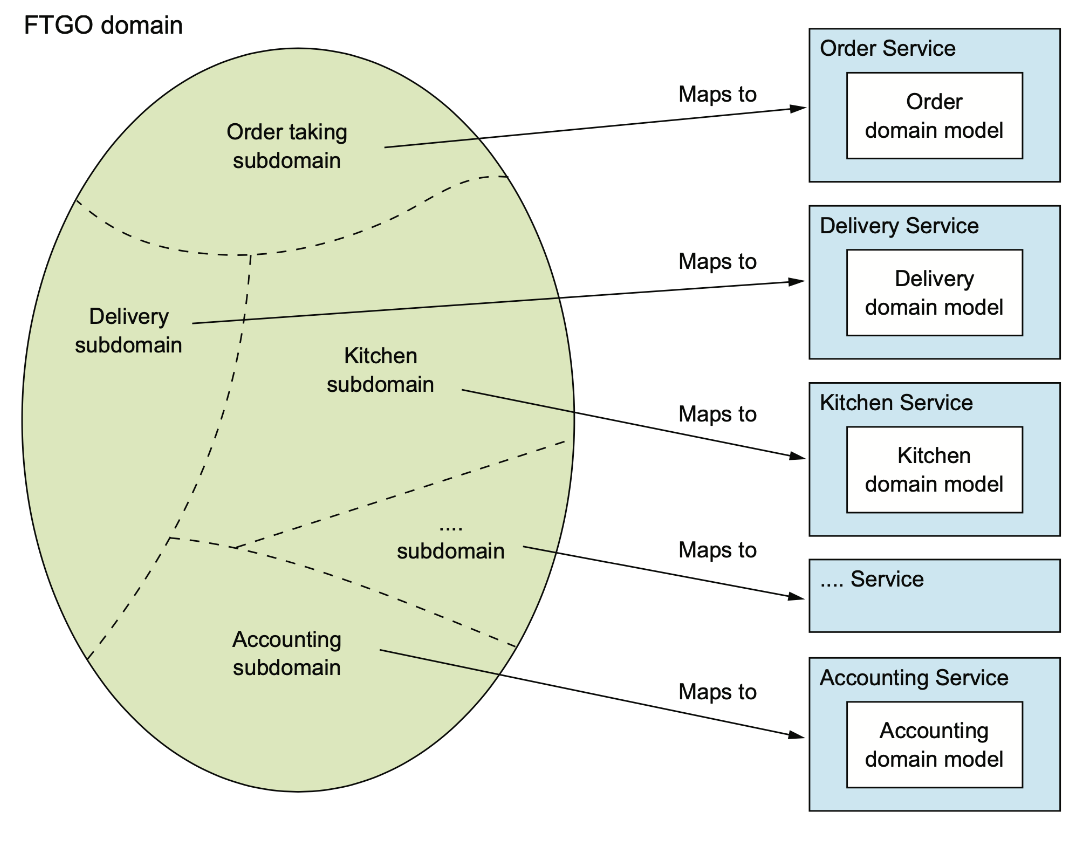 FTGO domain
Order taking
subdomain
Maps to
Order Service
Order
domain model
Delivery
subdomain
Maps to
Delivery Service
Delivery
domain model
Kitchen
subdomain
Maps to
Kitchen Service
Kitchen
domain model
....
subdomain
Maps to
.... Service
Accounting
subdomain
Maps to
Accounting Service
Accounting
domain model